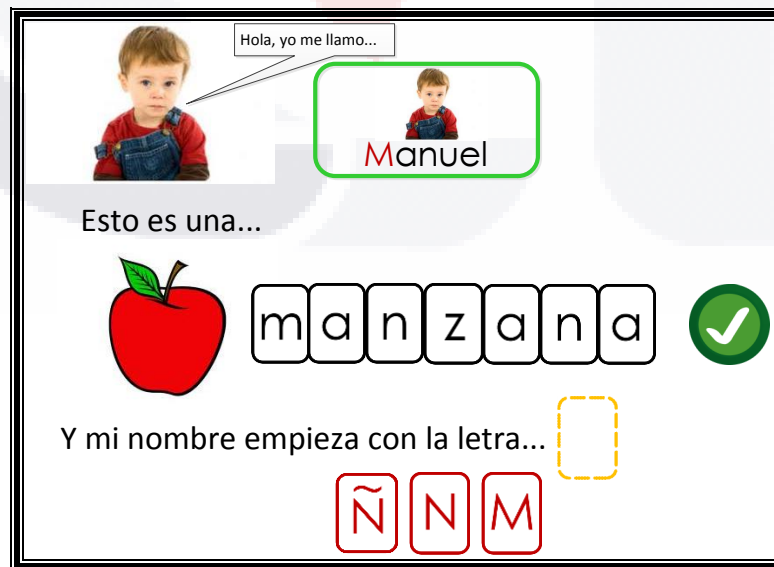 Hola, yo me llamo...
Manuel
Esto es una...
manzana
Y mi nombre empieza con la letra...
Ñ N M